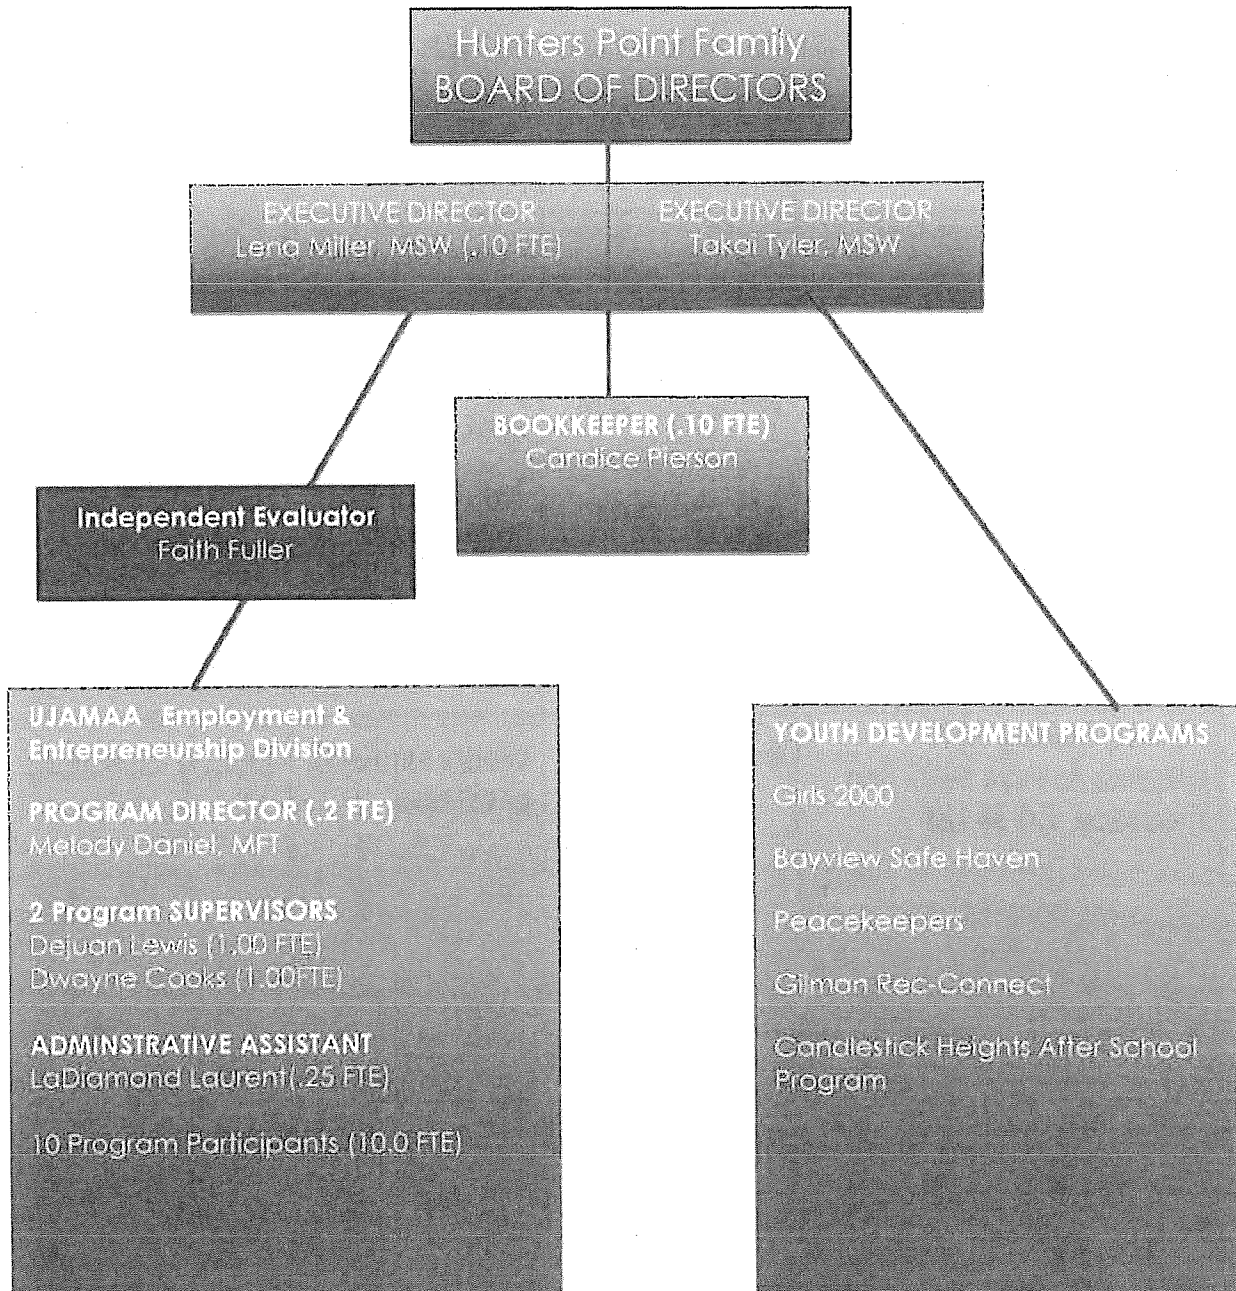 Hunters Point Family
BOARD OF DIRECTORS
EXECUTIVE DIRECTOR
Lena Miller, MSW (.10 FTE)
EXECUTIVE DIRECTOR
Takai Tyler, MSW
BOOKKEEPER (.10 FTE)
Candice Pierson
Independent Evaluator
Faith Fuller
UJAMAA Employment &
Entrepreneurship Division
PROGRAM DIRECTOR (.2 FTE)
Melody Daniel, MFT
2 Program SUPERVISORS
Dejuan Lewis (1.00 FTE)
Dwayne Cooks (1.00FTE)
ADMINSTRATIVE ASSISTANT
LaDiamond Laurent(.25 FTE)
10 Program Participants (10.0 FTE)
YOUTH DEVELOPMENT PROGRAMS
Girls 2000
Bayview Safe Haven
Peacekeepers
Gilman Rec-Connect
Candlestick Heights After School
Program